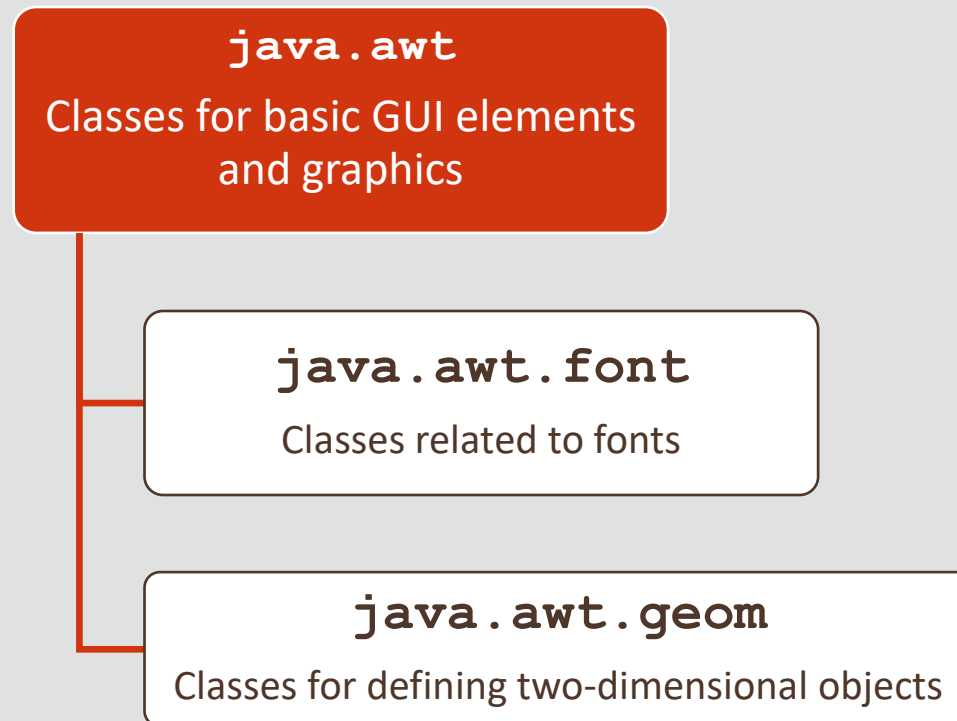 java.awt
Classes for basic GUI elements
and graphics
java.awt.font
Classes related to fonts
java.awt.geom
Classes for defining two-dimensional objects